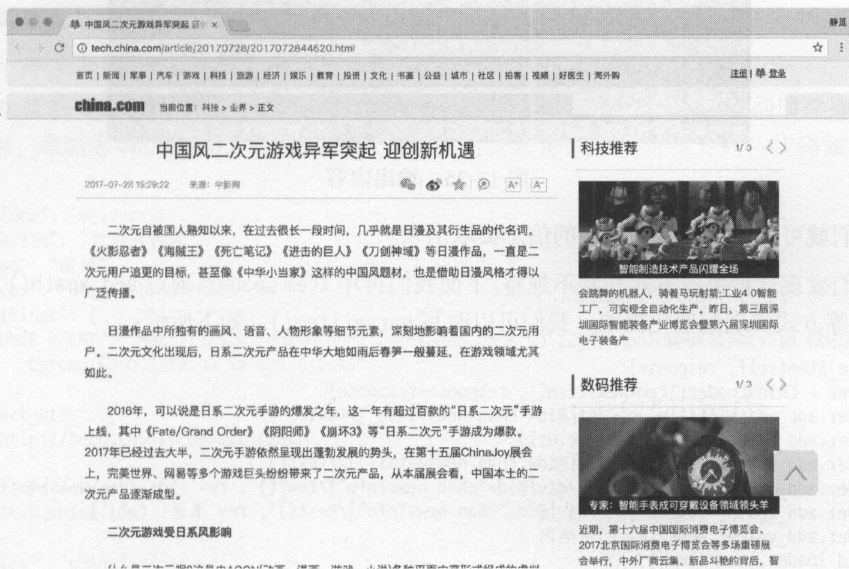 中国风二次元游戏异军突起 迎
静觅
tech.china.com/article/20170728/2017072844620.html
首页 | 新闻 | 军事 | 汽车 | 游戏 | 科技 | 旅游 | 经济 | 娱乐 | 教育 | 投资 | 文化 | 书画 | 公益 | 城市 | 社区 | 拍客 | 视频 | 好医生 | 海外购
注册 | 登录
china.com 当前位置：科技 > 业界 > 正文
中国风二次元游戏异军突起 迎创新机遇
2017-07-28 15:29:22 来源：中新网
A+ A-
二次元自被国人熟知以来，在过去很长一段时间，几乎就是日漫及其衍生品的代名词。
《火影忍者》《海贼王》《死亡笔记》《进击的巨人》《刀剑神域》等日漫作品，一直是二
次元用户追更的目标，甚至像《中华小当家》这样的中国风题材，也是借助日漫风格才得以
广泛传播。
日漫作品中所独有的画风、语音、人物形象等细节元素，深刻地影响着国内的二次元用
户。二次元文化出现后，日系二次元产品在中华大地如雨后春笋一般蔓延，在游戏领域尤其
如此。
2016年，可以说是日系二次元手游的爆发之年，这一年有超过百款的“日系二次元”手游
上线，其中《Fate/Grand Order》《阴阳师》《崩坏3》等“日系二次元”手游成为爆款。
2017年已经过去大半，二次元手游依然呈现出蓬勃发展的势头，在第十五届ChinaJoy展会
上，完美世界、网易等多个游戏巨头纷纷带来了二次元产品，从本届展会看，中国本土的二
次元产品逐渐成型。
二次元游戏受日系风影响
科技推荐 1/3
智能制造技术产品闪耀全场
会跳舞的机器人，骑着马玩射箭;工业4.0智能
工厂，可实现全自动化生产。昨日，第三届深
圳国际智能装备产业博览会暨第六届深圳国际
电子装备产
数码推荐 1/3
专家：智能手表成可穿戴设备领域领头羊
近期，第十六届中国国际消费电子博览会、
2017北京国际消费电子博览会等多场重磅展
会举行，中外厂商云集、新品斗艳的背后，智